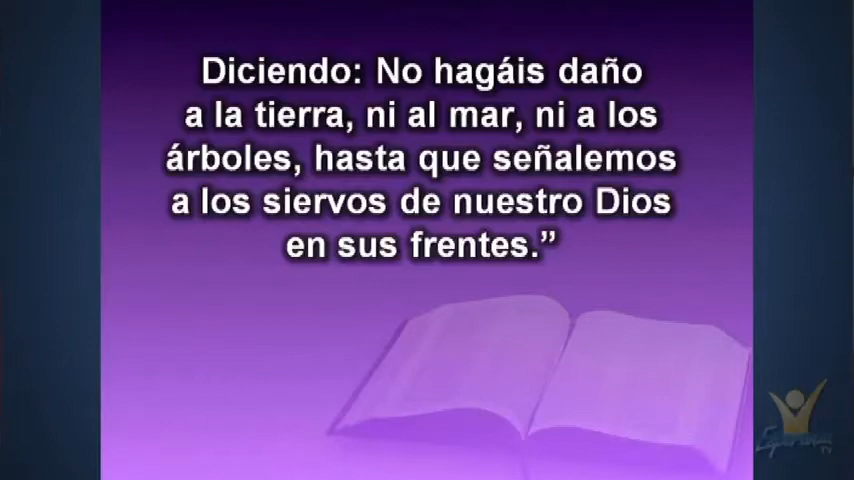 Diciendo: No hagáis daño
a la tierra, ni al mar, ni a los
árboles, hasta que señalemos
a los siervos de nuestro Dios
en sus frentes.”
TV